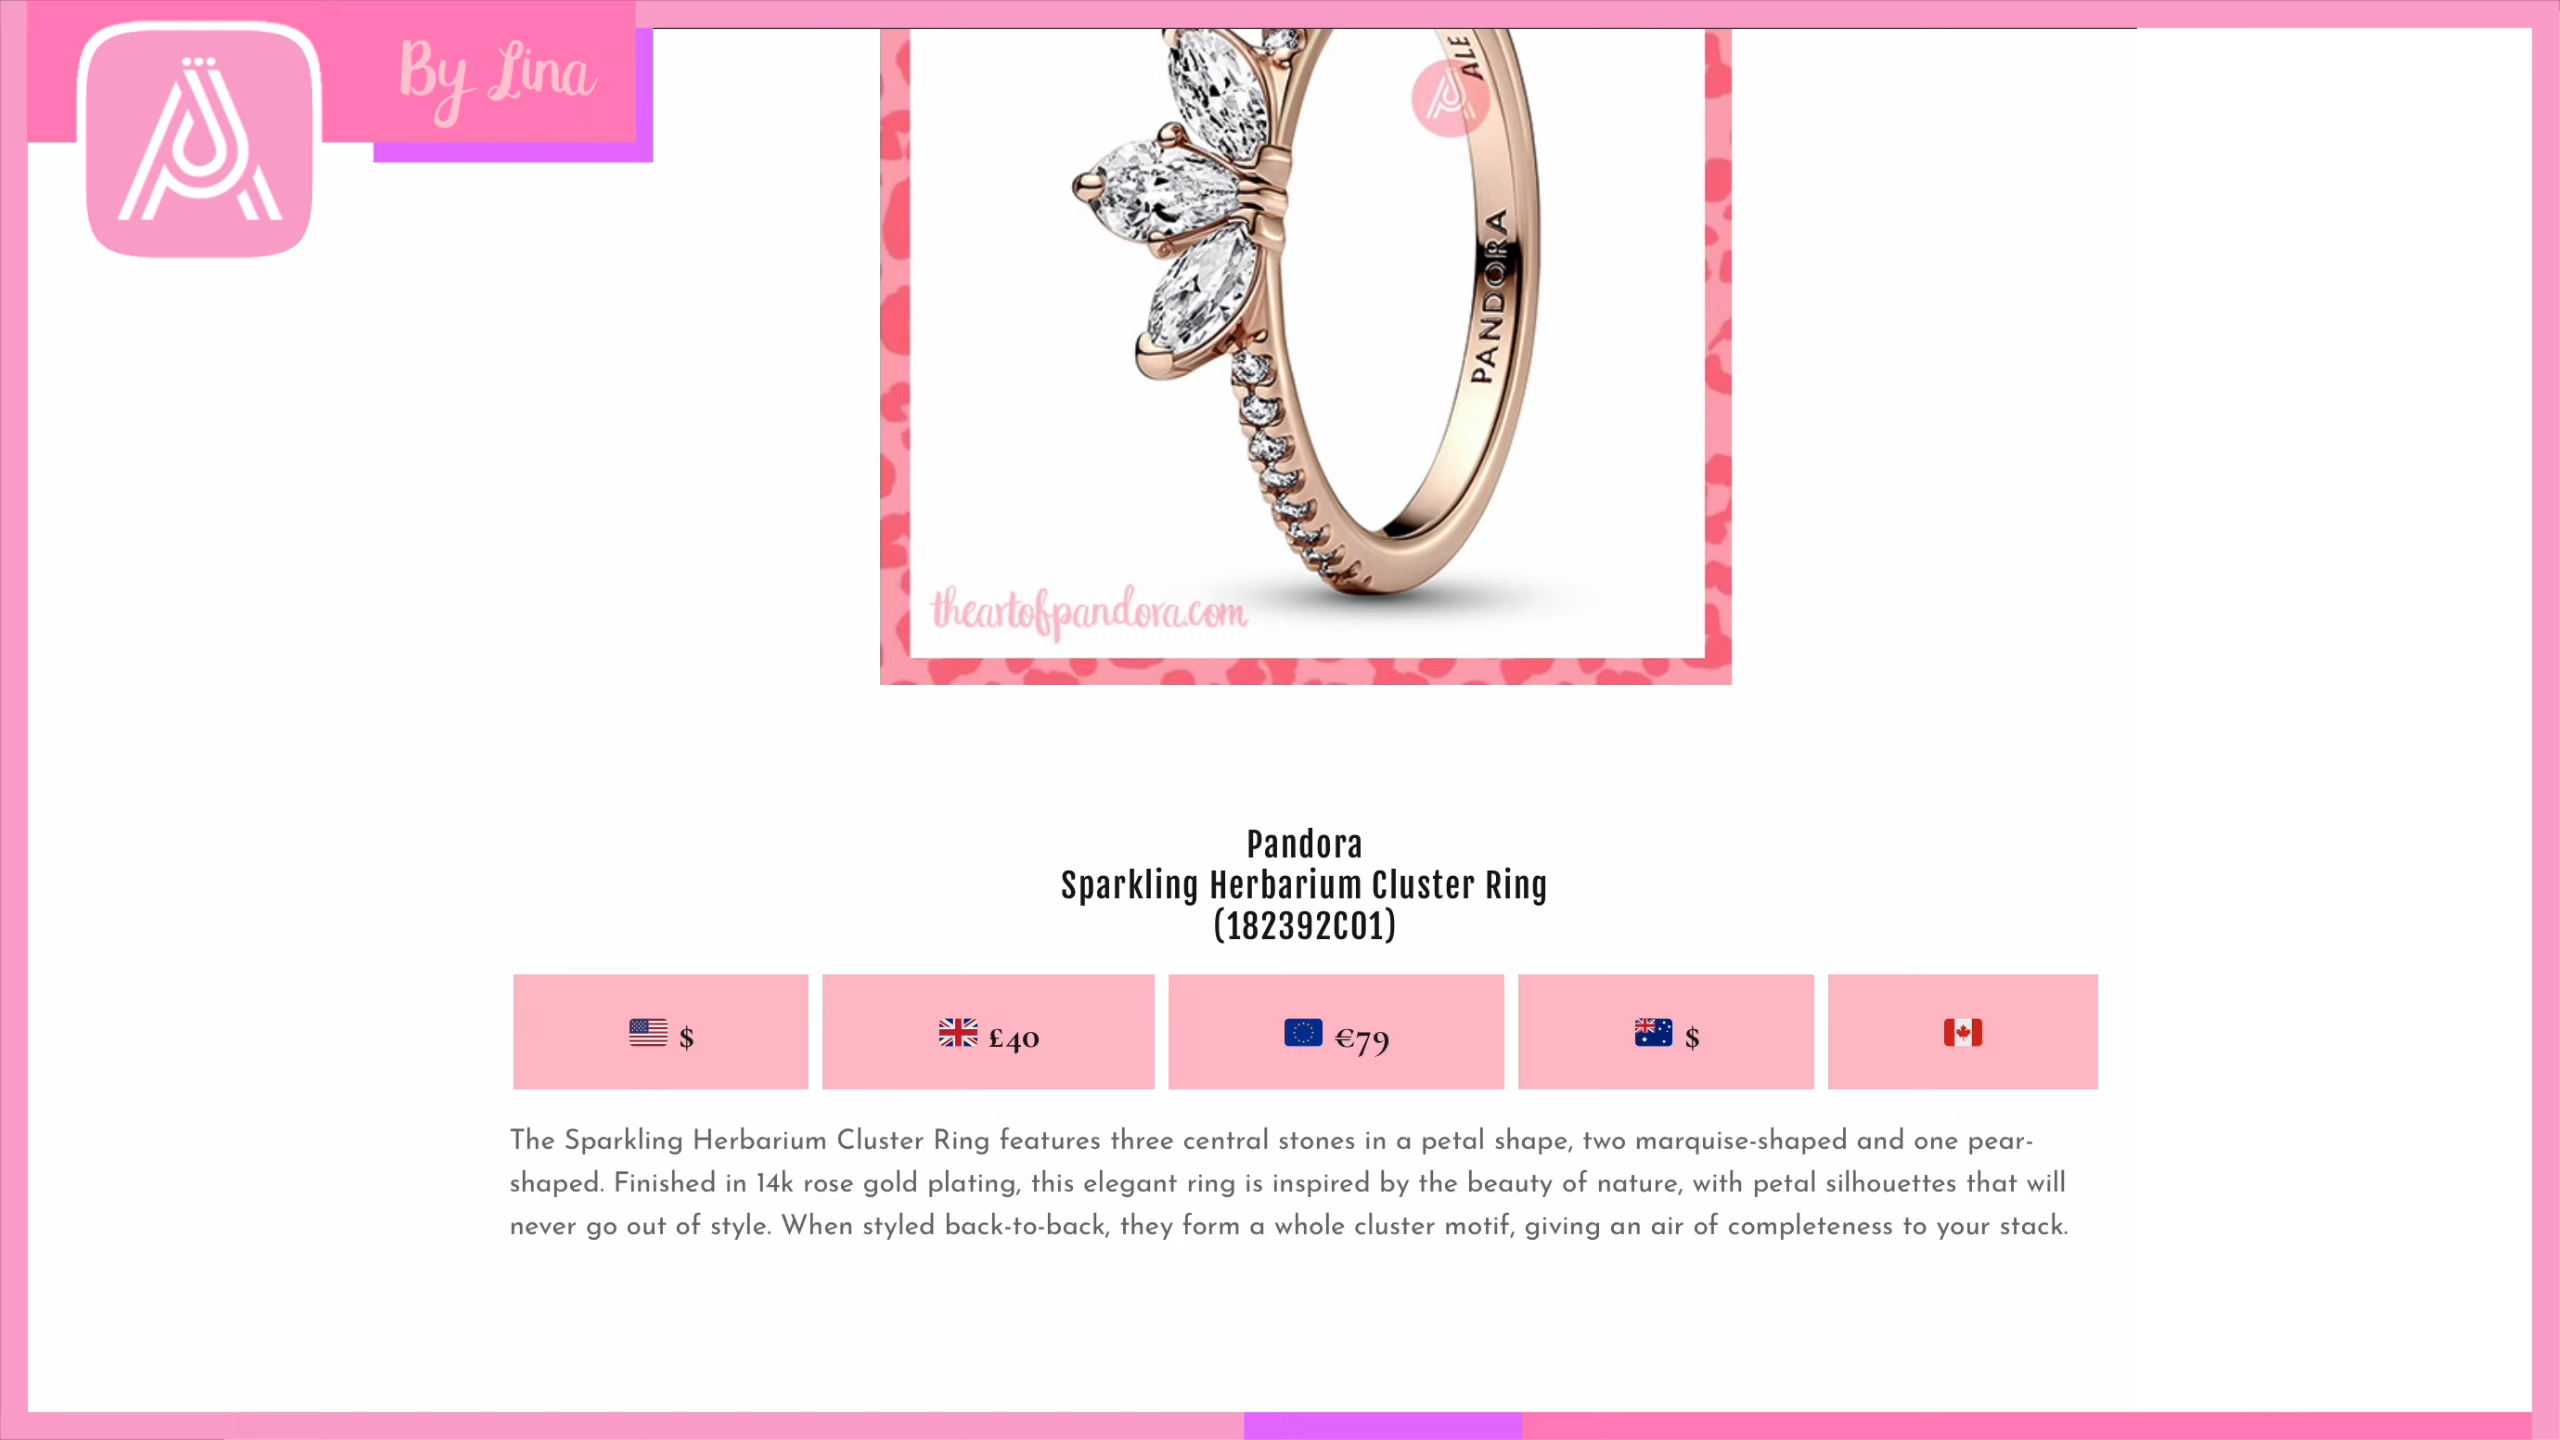 By Lina
ALE
PANDORA
theartofpandora.com
Pandora
Sparkling Herbarium Cluster Ring
(182392C01)
$
£40
€79
$
The Sparkling Herbarium Cluster Ring features three central stones in a petal shape, two marquise-shaped and one pear-
shaped. Finished in 14k rose gold plating, this elegant ring is inspired by the beauty of nature, with petal silhouettes that will
never go out of style. When styled back-to-back, they form a whole cluster motif, giving an air of completeness to your stack.